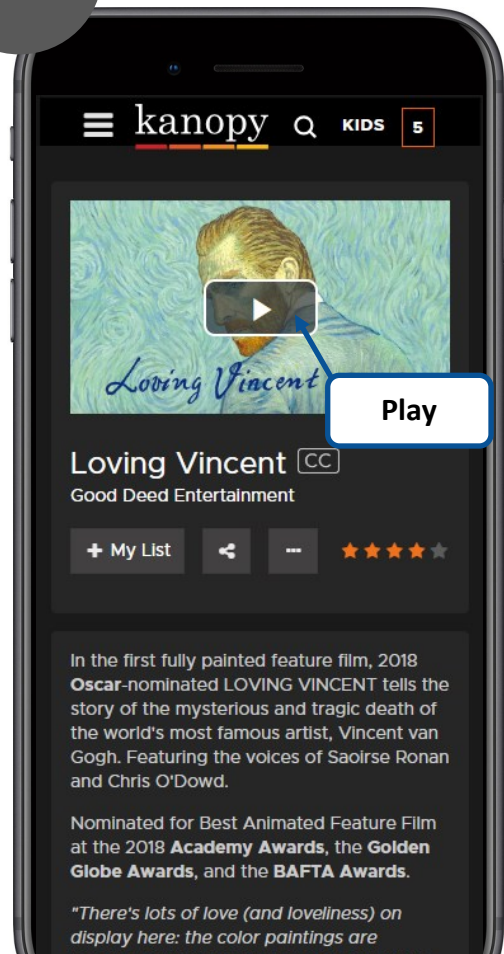 kanopy KIDS 5
Loving Vincent
Play
Loving Vincent CC
Good Deed Entertainment
+ My List ...
In the first fully painted feature film, 2018
Oscar-nominated LOVING VINCENT tells the
story of the mysterious and tragic death of
the world's most famous artist, Vincent van
Gogh. Featuring the voices of Saoirse Ronan
and Chris O'Dowd.
Nominated for Best Animated Feature Film
at the 2018 Academy Awards, the Golden
Globe Awards, and the BAFTA Awards.
"There's lots of love (and loveliness) on
display here: the color paintings are